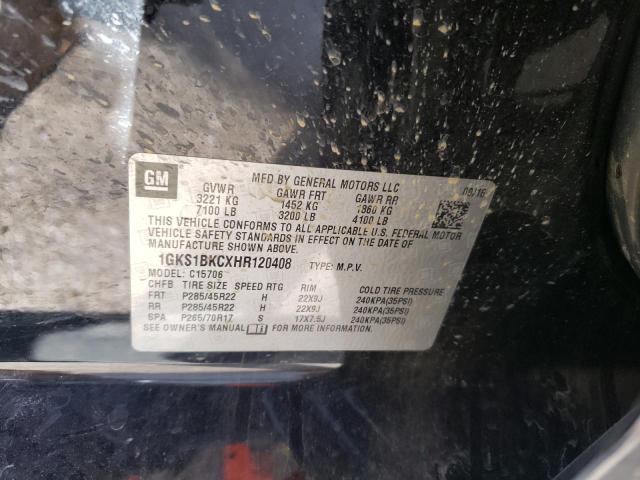 GM
MFD BY GENERAL MOTORS LLC 08/16
GVWR GAWR FRT GAWR RR
3221 KG 1452 KG 1860 KG
7100 LB 3200 LB 4100 LB
THIS VEHICLE CONFORMS TO ALL APPLICABLE U.S. FEDERAL MOTOR
VEHICLE SAFETY STANDARDS IN EFFECT ON THE DATE OF
MANUFACTURE SHOWN ABOVE.
1GKS1BKCXHR120408 TYPE: M.P.V.
MODEL: C15706
CHFB TIRE SIZE SPEED RTG RIM COLD TIRE PRESSURE
FRT P285/45R22 H 22X9J 240KPA(35PSI)
RR P285/45R22 H 22X9J 240KPA(35PSI)
SPA P265/70R17 S 17X7.5J 240KPA(35PSI)
SEE OWNER'S MANUAL FOR MORE INFORMATION.